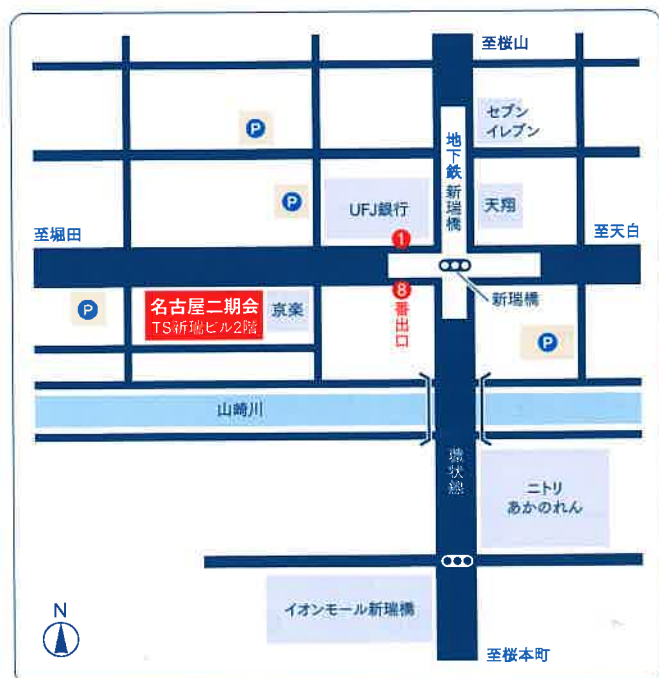 至桜山
セブン
イレブン
P
地下鉄 新瑞橋
P
UFJ銀行
天翔
至堀田
1
至天白
8
番出口
新瑞橋
P
名古屋二期会
TS新瑞ビル2階
京楽
P
山崎川
環状線
ニトリ
あかのれん
イオンモール新瑞橋
N
至桜本町